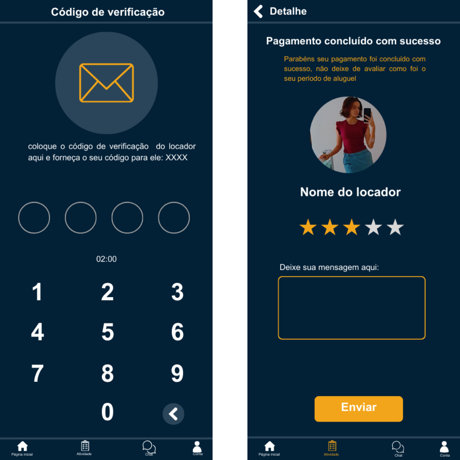 Código de verificação
coloque o código de verificação do locador
aqui e forneça o seu código para ele: XXXX
02:00
1 2 3
4 5 6
7 8 9
0
Página inicial Atividade Chat Conta
Detalhe
Pagamento concluído com sucesso
Parabéns seu pagamento foi concluído com
sucesso, não deixe de avaliar como foi o
seu período de aluguel
Nome do locador
Deixe sua mensagem aqui:
Enviar
Página inicial Atividade Chat Conta